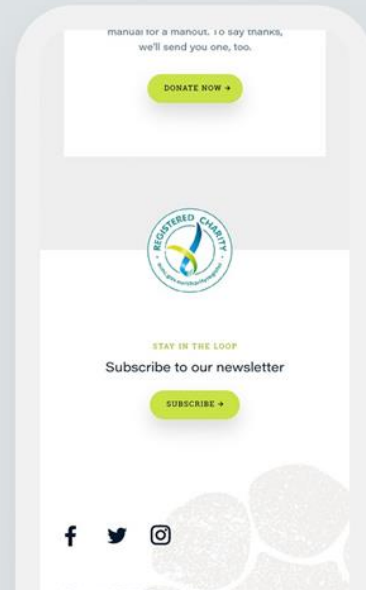 manual for a manout. To say thanks,
we'll send you one, too.
DONATE NOW →
REGISTERED CHARITY
STAY IN THE LOOP
Subscribe to our newsletter
SUBSCRIBE →